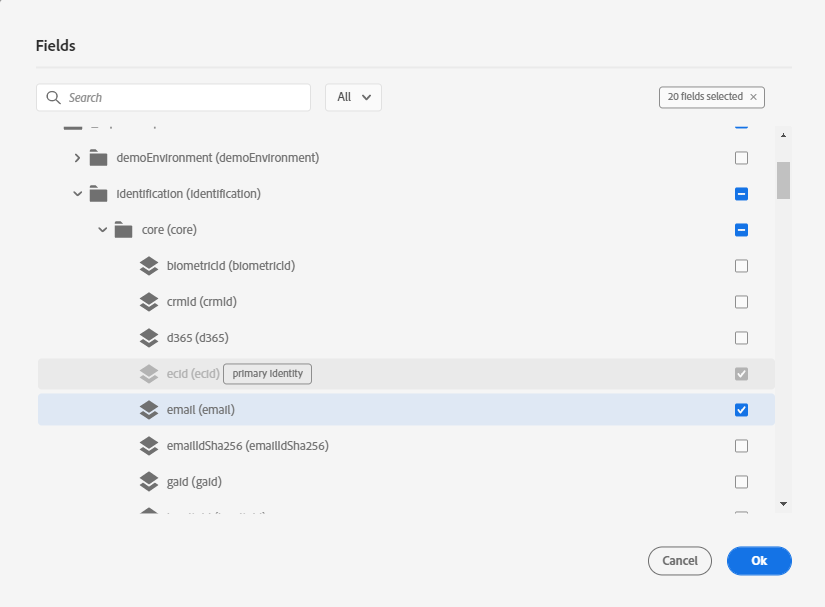 Fields
Search
All
20 fields selected ×
demoEnvironment (demoEnvironment)
identification (identification)
core (core)
biometricId (biometricId)
crmId (crmId)
d365 (d365)
ecid (ecid) primary identity
email (email)
emailIdSha256 (emailIdSha256)
gaid (gaid)
Cancel Ok